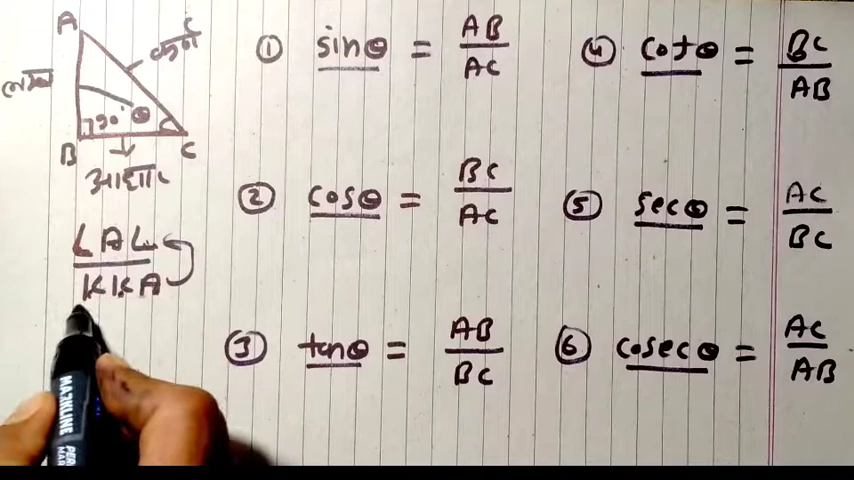 A
C
लम्ब
कर्ण
90° θ
B
C
आधार
LAL
KKA
① sinθ = AB/AC
② cosθ = BC/AC
③ tanθ = AB/BC
④ cotθ = BC/AB
⑤ secθ = AC/BC
⑥ cosecθ = AC/AB
MAXKLINE